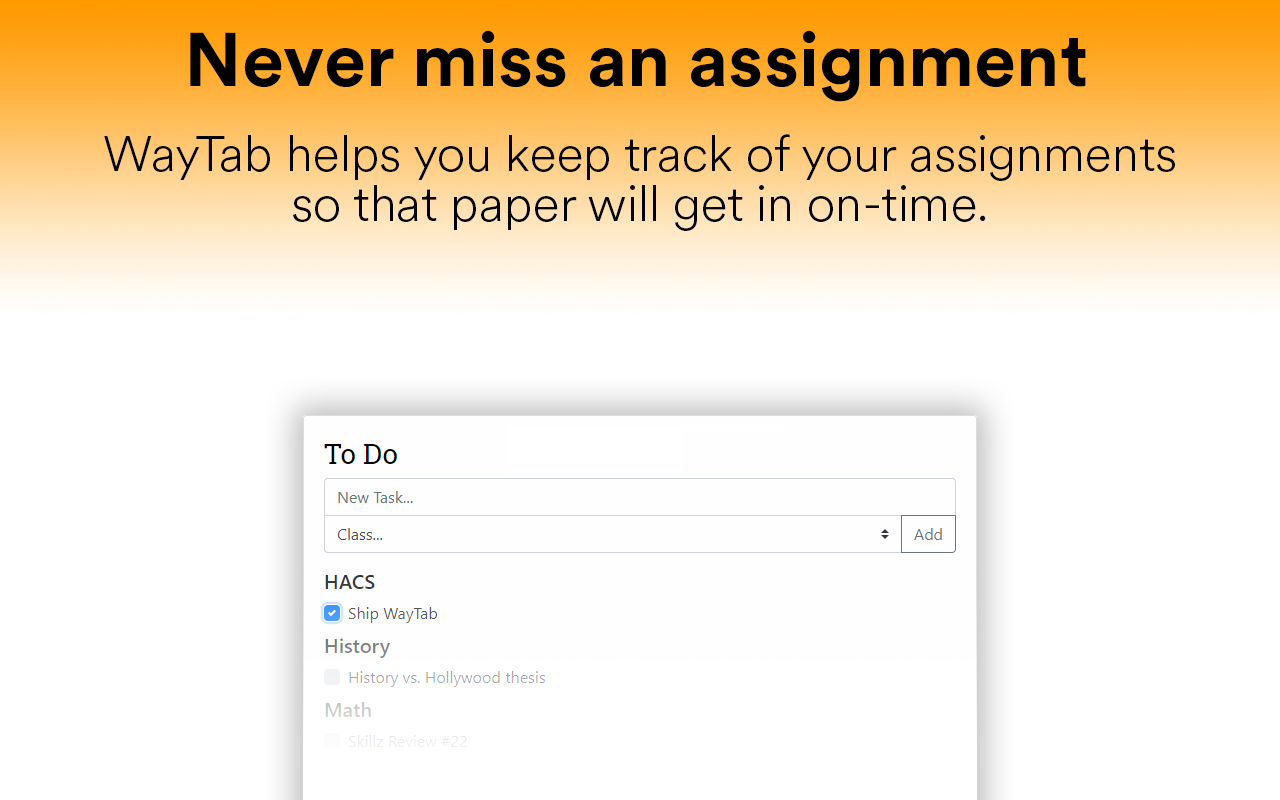 Never miss an assignment
WayTab helps you keep track of your assignments
so that paper will get in on-time.
To Do
New Task...
Class...
Add
HACS
Ship WayTab
History
History vs. Hollywood thesis
Math
Skillz Review #22